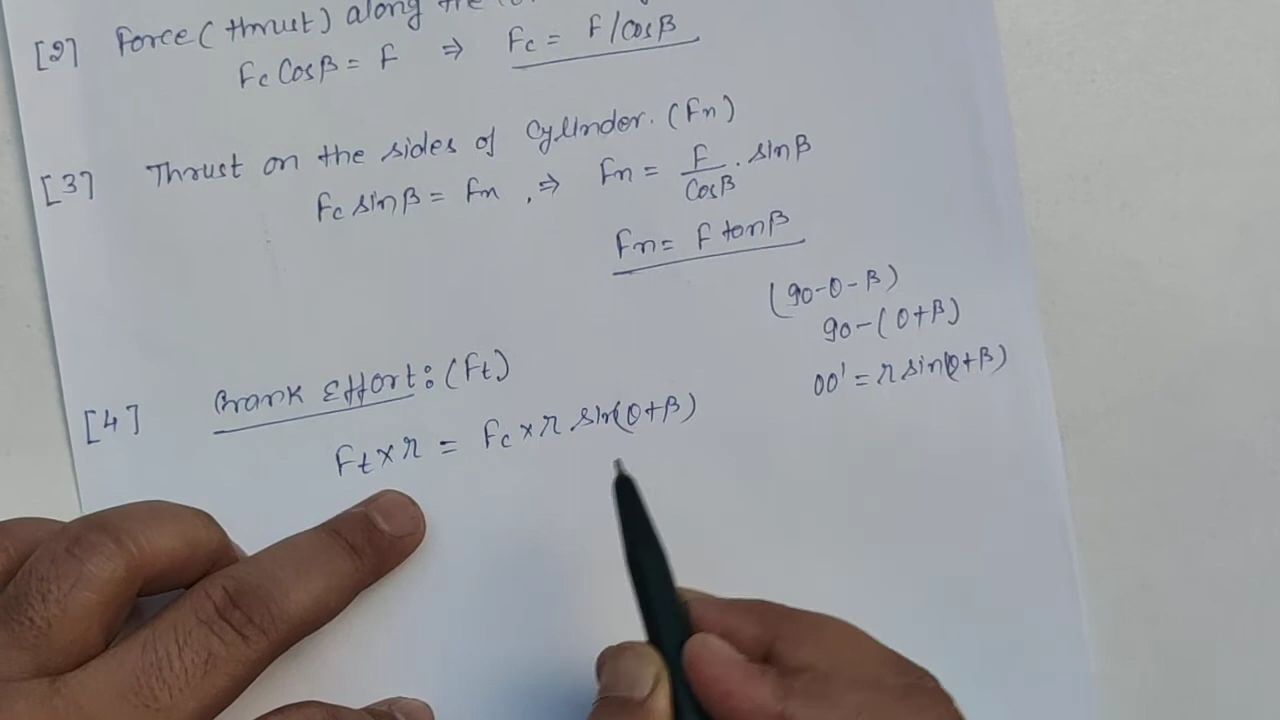 [2] Force (thrust) along the
Fc Cosβ = F ⇒ Fc = F/cosβ
[3] Thrust on the sides of Cylinder. (Fn)
Fc sinβ = Fn , ⇒ Fn = F/Cosβ . sinβ
Fn = F tanβ
(90-θ-β)
90-(θ+β)
OO' = r sin(θ+β)
[4] Crank Effort: (Ft)
Ft × r = Fc × r sin(θ+β)